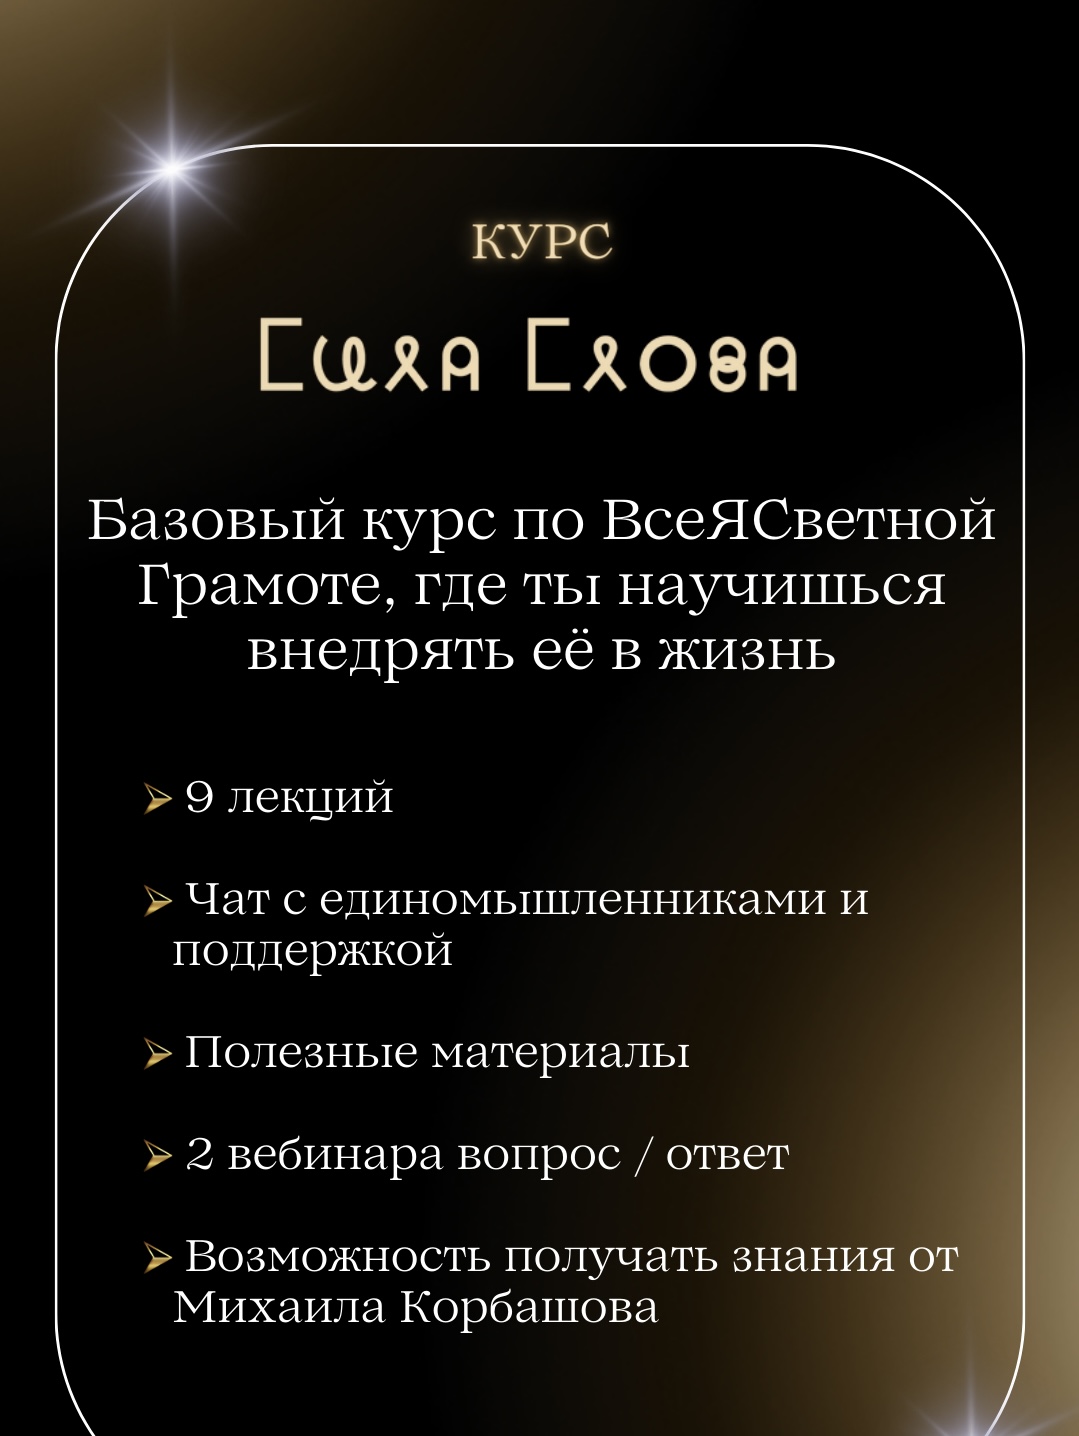 КУРС
Сила Слова
Базовый курс по ВсеЯСветной
Грамоте, где ты научишься
внедрять её в жизнь
➢ 9 лекций
➢ Чат с единомышленниками и
поддержкой
➢ Полезные материалы
➢ 2 вебинара вопрос / ответ
➢ Возможность получать знания от
Михаила Корбашова